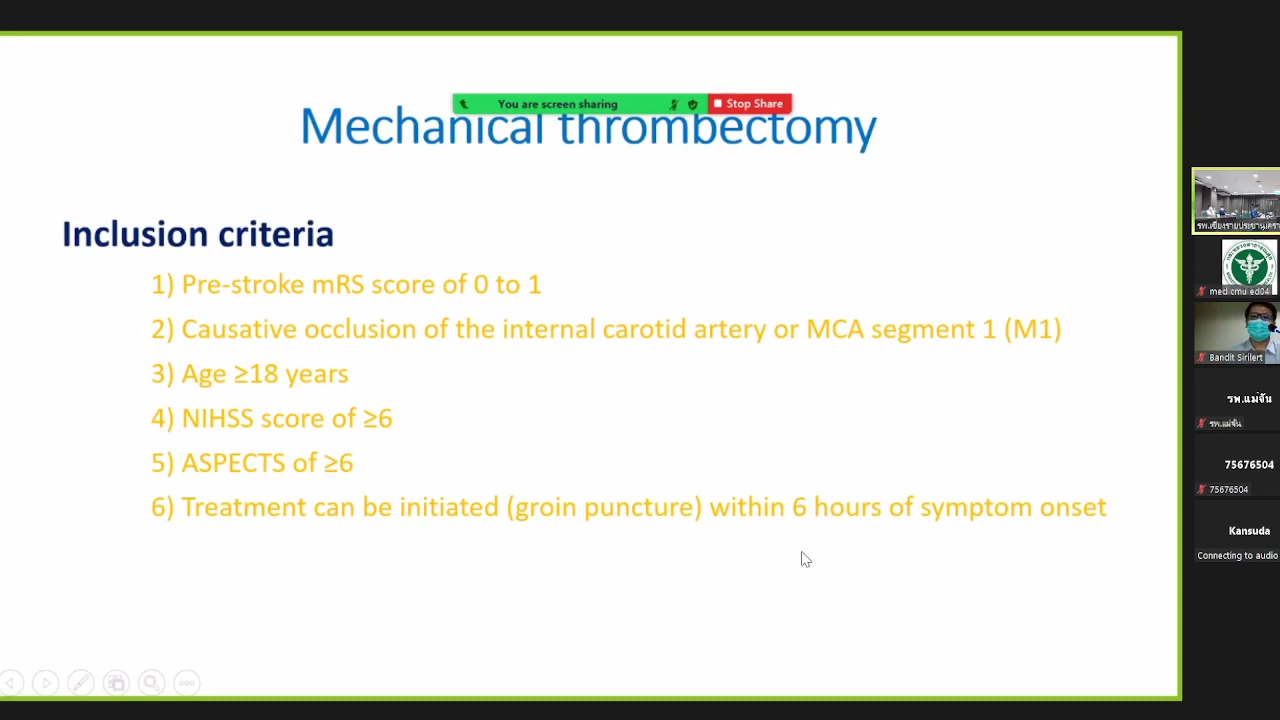 You are screen sharing
Stop Share
Mechanical thrombectomy
Inclusion criteria
1) Pre-stroke mRS score of 0 to 1
2) Causative occlusion of the internal carotid artery or MCA segment 1 (M1)
3) Age ≥18 years
4) NIHSS score of ≥6
5) ASPECTS of ≥6
6) Treatment can be initiated (groin puncture) within 6 hours of symptom onset
med cmu ed04
Bandit Sirilert
รพ.แม่จัน
รพ.แม่จัน
75676504
75676504
Kansuda
Connecting to audio